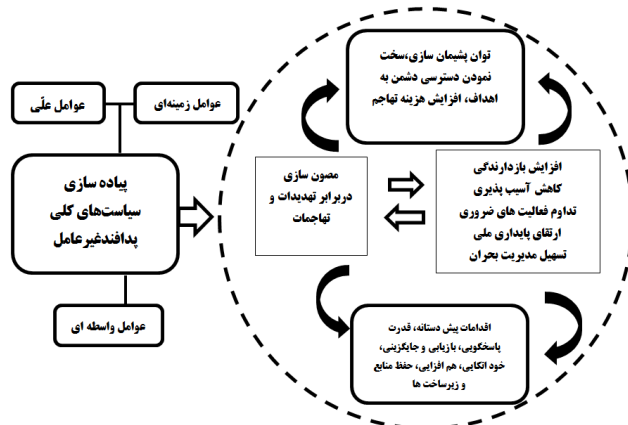 توان پشیمان سازی،سخت
نمودن دسترسی دشمن به
اهداف، افزایش هزینه تهاجم
عوامل زمینه‌ای
عوامل علّی
پیاده سازی
سیاست‌های کلی
پدافندغیرعامل
عوامل واسطه ای
افزایش بازدارندگی
کاهش آسیب پذیری
تداوم فعالیت های ضروری
ارتقای پایداری ملی
تسهیل مدیریت بحران
مصون سازی
دربرابر تهدیدات و
تهاجمات
اقدامات پیش دستانه، قدرت
پاسخگویی، بازیابی و جایگزینی،
خود اتکایی، هم افزایی، حفظ منابع
و زیرساخت ها